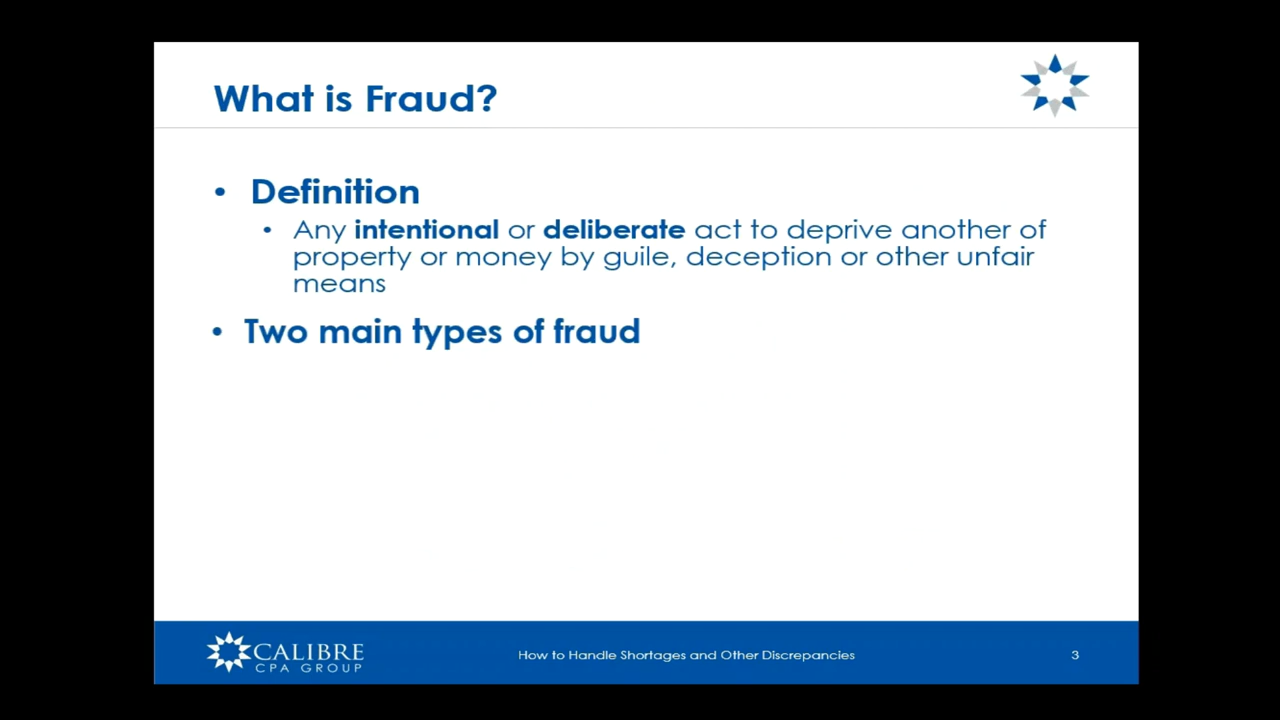 What is Fraud?
• Definition
• Any intentional or deliberate act to deprive another of
property or money by guile, deception or other unfair
means
• Two main types of fraud
CALIBRE
CPA GROUP
How to Handle Shortages and Other Discrepancies
3